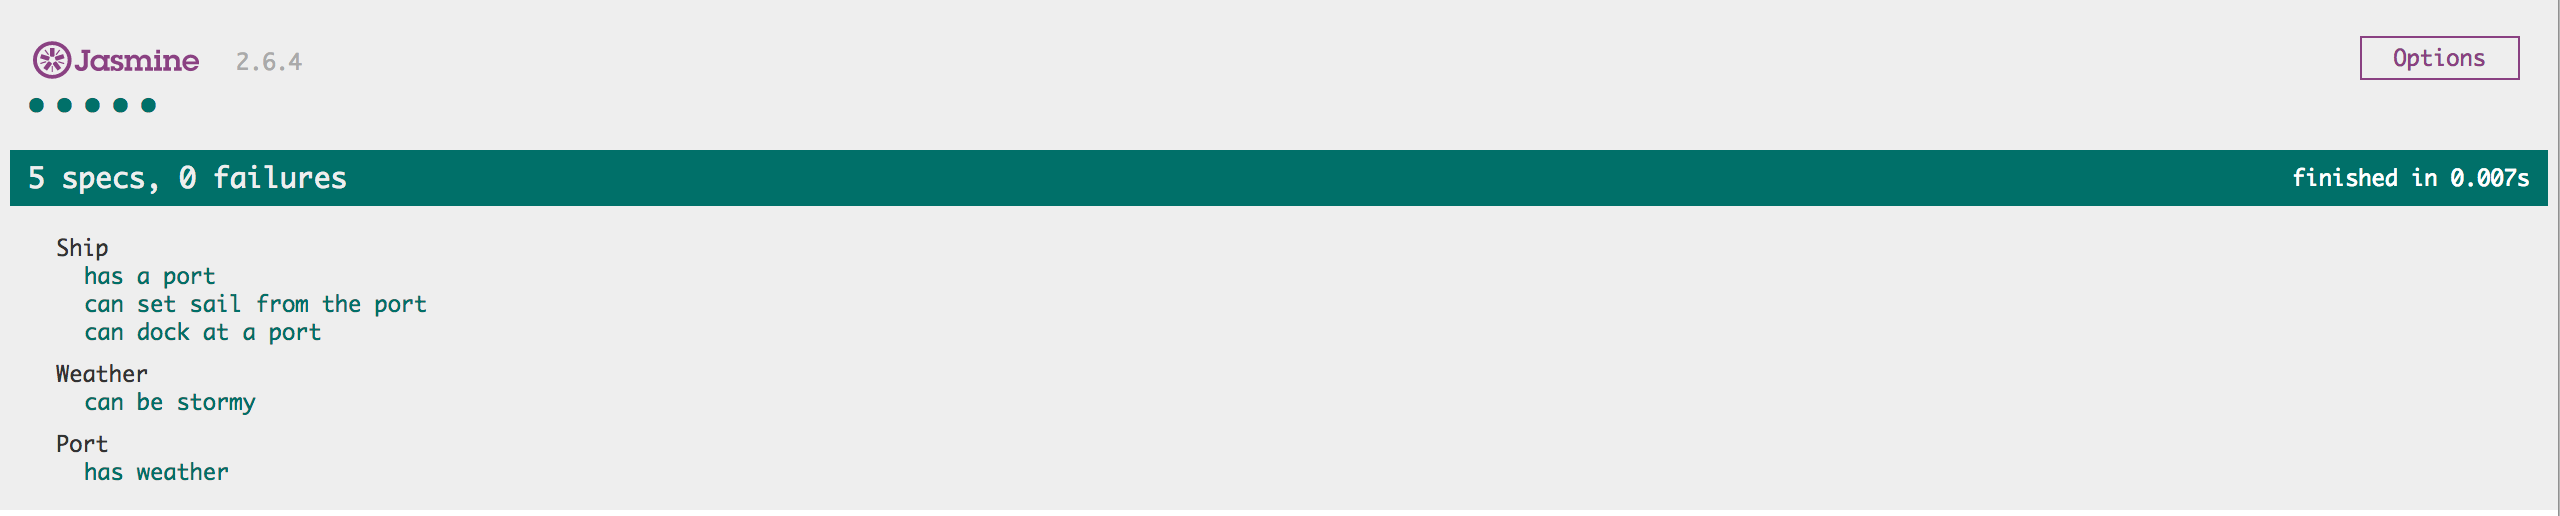 Jasmine 2.6.4 Options
5 specs, 0 failures finished in 0.007s
Ship
has a port
can set sail from the port
can dock at a port
Weather
can be stormy
Port
has weather